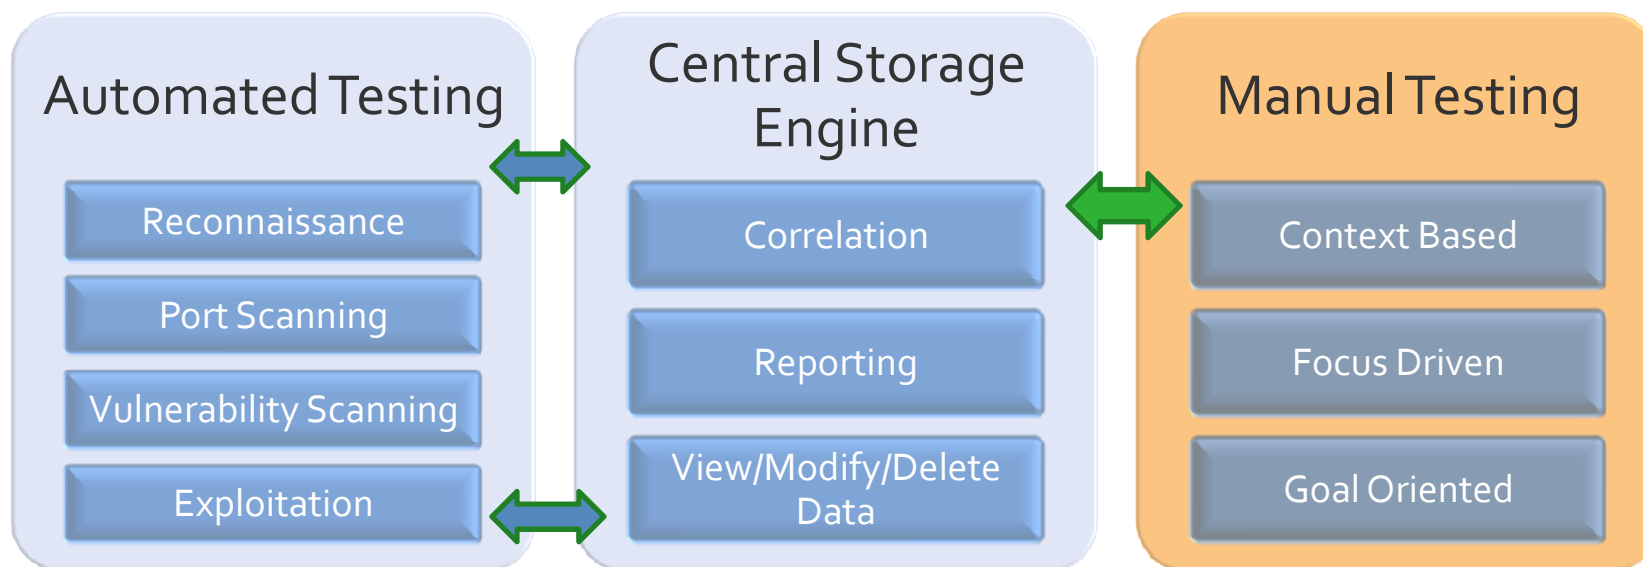 Automated Testing
Reconnaissance
Port Scanning
Vulnerability Scanning
Exploitation
Central Storage
Engine
Correlation
Reporting
View/Modify/Delete
Data
Manual Testing
Context Based
Focus Driven
Goal Oriented